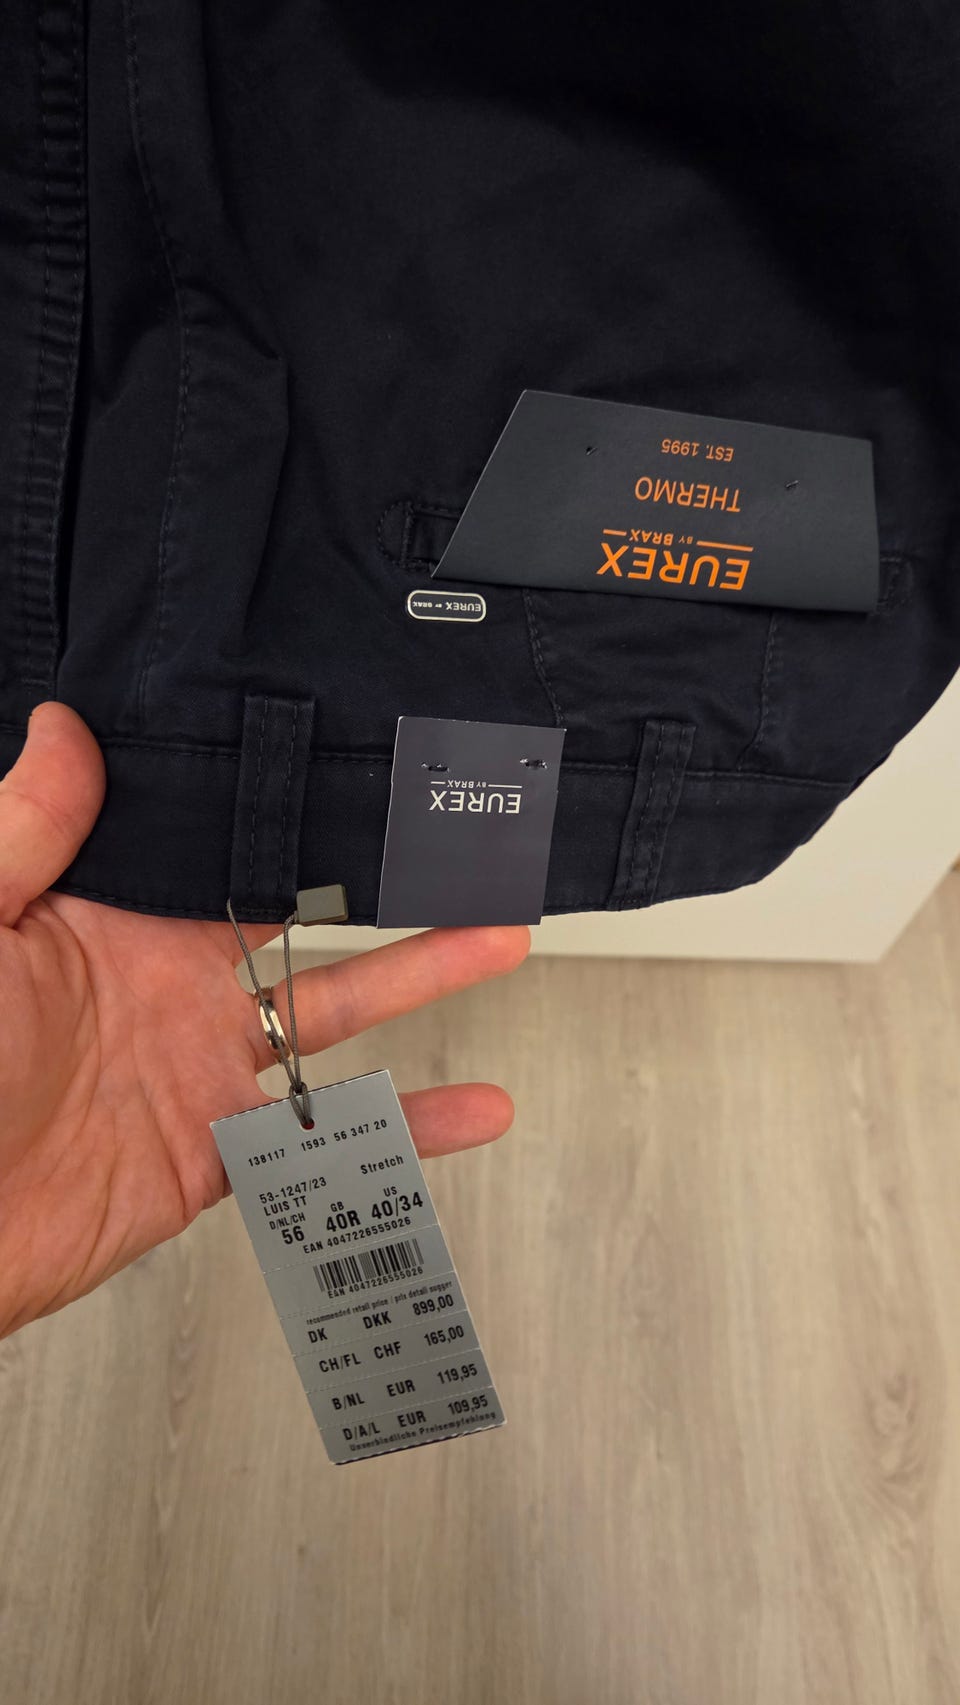 EUREX
BY BRAX
THERMO
EST. 1995
EUREX BY BRAX
EUREX
BY BRAX
138117 1593 56 347 20
Stretch
53-1247/23
LUIS TT
D/NL/CH GB US
56 40R 40/34
EAN 4047226555026
EAN 4047226555026
recommended retail price / prix detail sugger
DK DKK 899,00
CH/FL CHF 165,00
B/NL EUR 119,95
D/A/L EUR 109,95
Unverbindliche Preisempfehlung